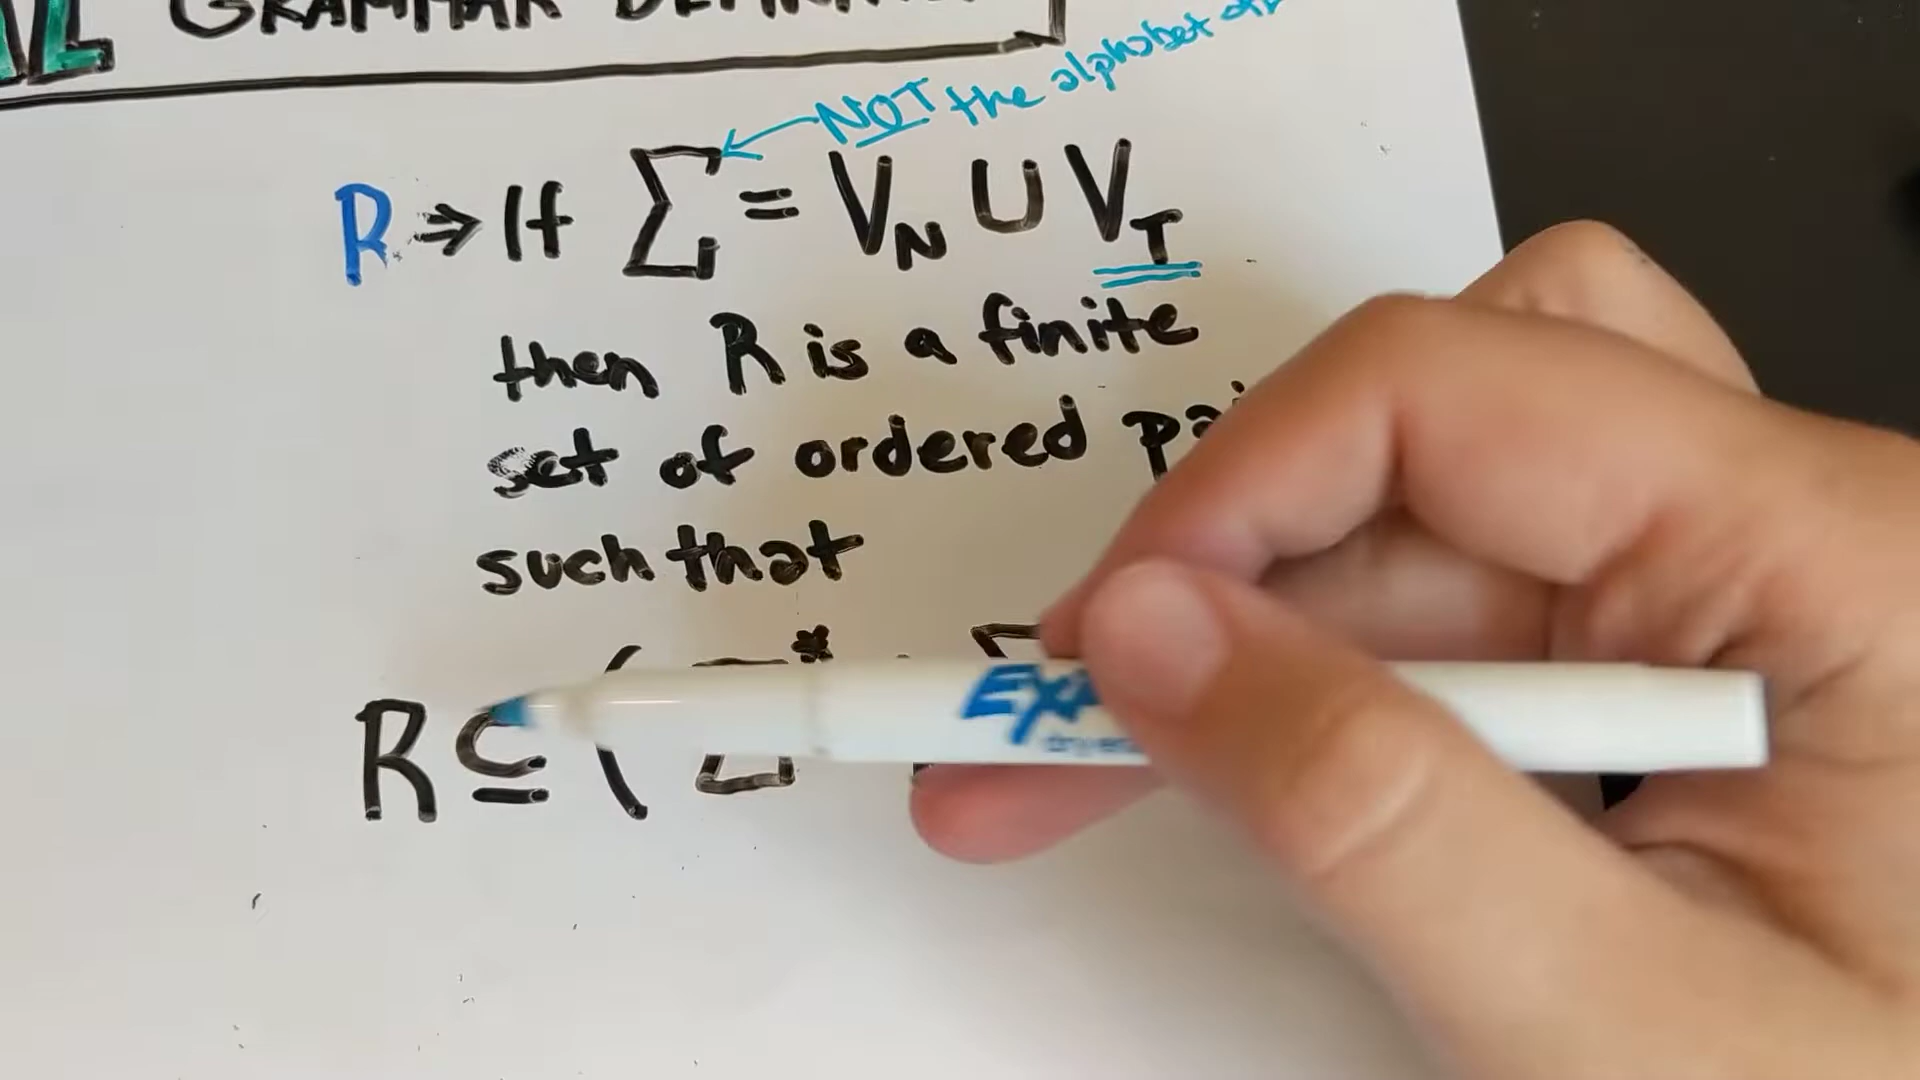 GRAMMAR
NOT the alphabet
R → If Σ = V_N ∪ V_T
then R is a finite
set of ordered
such that
R ⊆ ( Σ*